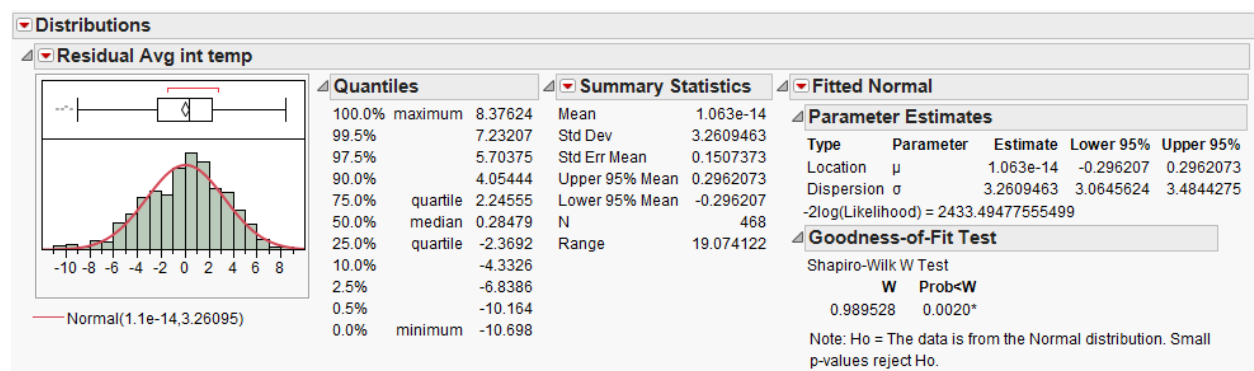 Distributions
Residual Avg int temp
-10 -8 -6 -4 -2 0 2 4 6 8
Normal(1.1e-14,3.26095)
Quantiles
100.0% maximum 8.37624
99.5% 7.23207
97.5% 5.70375
90.0% 4.05444
75.0% quartile 2.24555
50.0% median 0.28479
25.0% quartile -2.3692
10.0% -4.3326
2.5% -6.8386
0.5% -10.164
0.0% minimum -10.698
Summary Statistics
Mean 1.063e-14
Std Dev 3.2609463
Std Err Mean 0.1507373
Upper 95% Mean 0.2962073
Lower 95% Mean -0.296207
N 468
Range 19.074122
Fitted Normal
Parameter Estimates
Type Parameter Estimate Lower 95% Upper 95%
Location μ 1.063e-14 -0.296207 0.2962073
Dispersion σ 3.2609463 3.0645624 3.4844275
-2log(Likelihood) = 2433.49477555499
Goodness-of-Fit Test
Shapiro-Wilk W Test
W Prob<W
0.989528 0.0020*
Note: Ho = The data is from the Normal distribution. Small
p-values reject Ho.